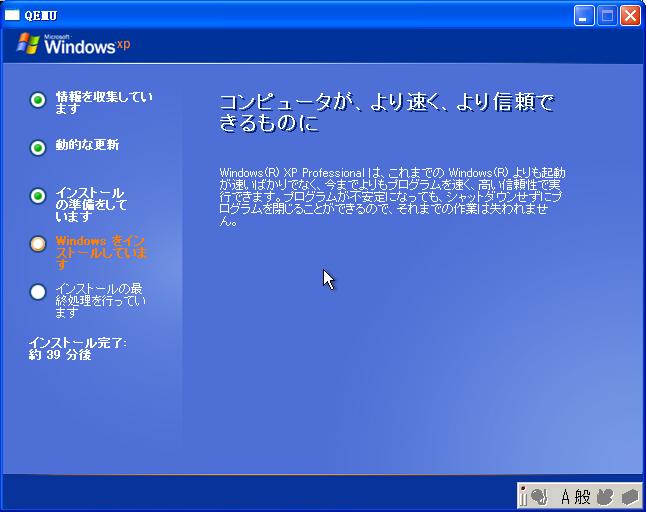 QEMU
Microsoft
Windows xp
情報を収集してい
ます
動的な更新
インストール
の準備をして
います
Windows をイン
ストールしていま
す
インストールの最
終処理を行ってい
ます
インストール完了:
約 39 分後
コンピュータが、より速く、より信頼で
きるものに
Windows(R) XP Professional は、これまでの Windows(R) よりも起動
が速いばかりでなく、今までよりもプログラムを速く、高い信頼性で実
行できます。プログラムが不安定になっても、シャットダウンせずにプ
ログラムを閉じることができるので、それまでの作業は失われませ
ん。
A 般